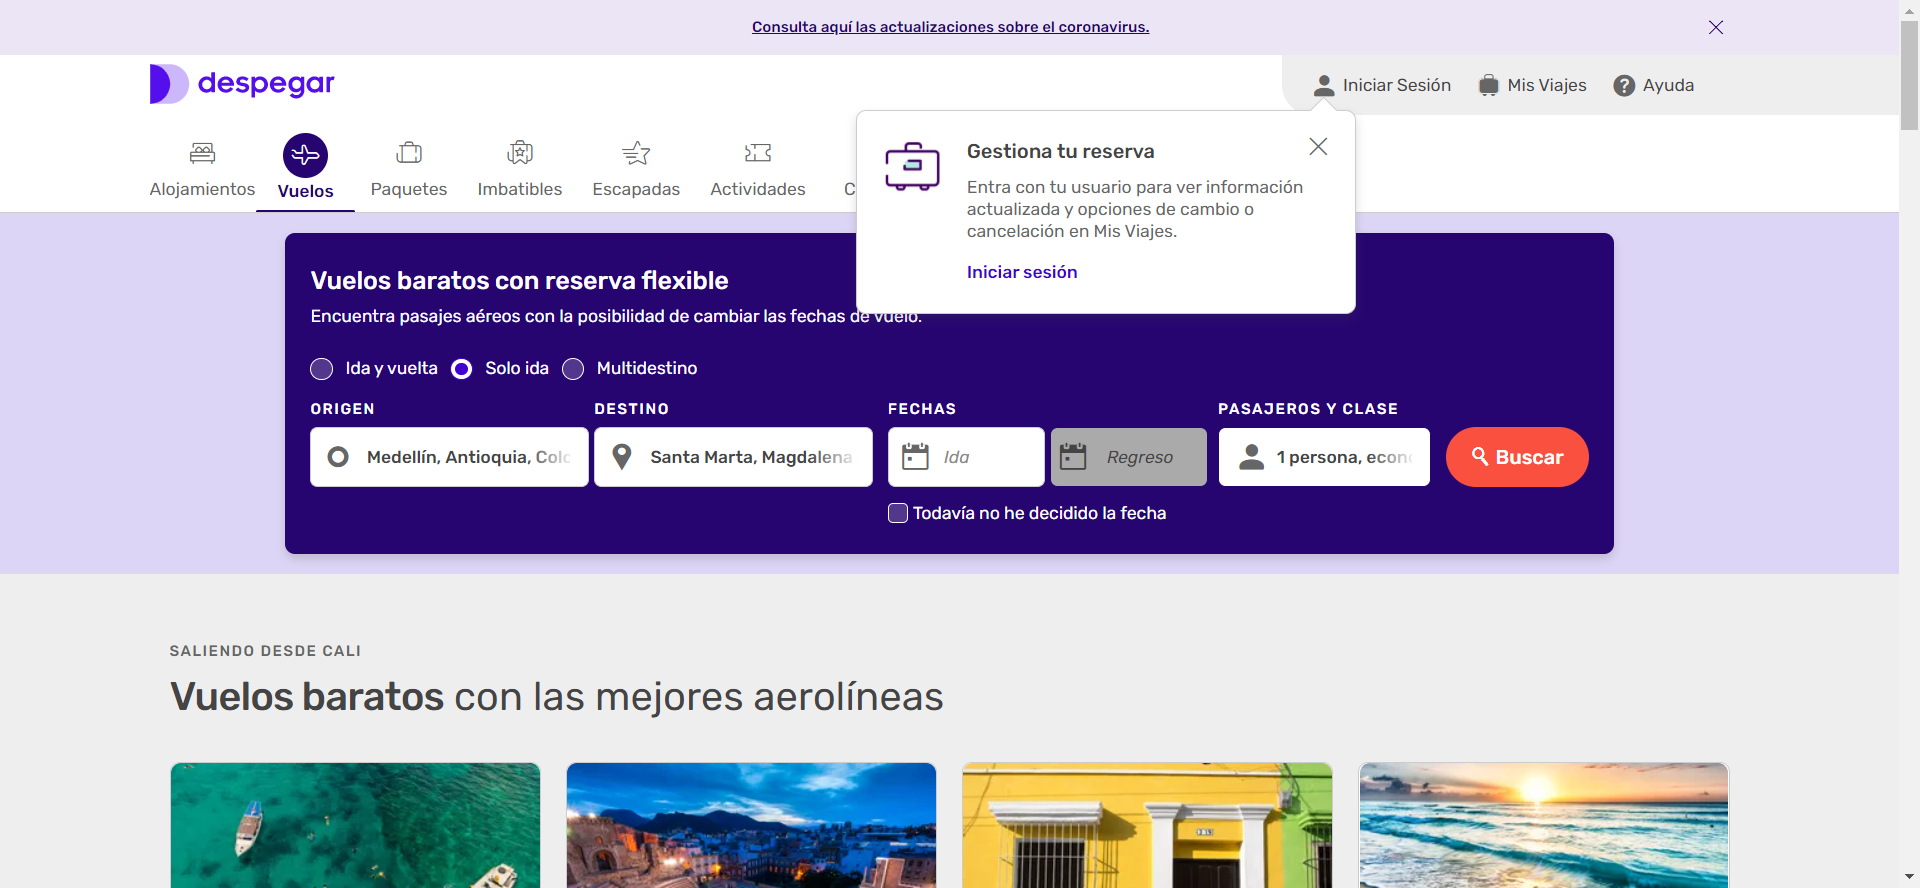 Consulta aquí las actualizaciones sobre el coronavirus.
despegar
Iniciar Sesión
Mis Viajes
Ayuda
Alojamientos
Vuelos
Paquetes
Imbatibles
Escapadas
Actividades
C
Gestiona tu reserva
Entra con tu usuario para ver información
actualizada y opciones de cambio o
cancelación en Mis Viajes.
Iniciar sesión
Vuelos baratos con reserva flexible
Encuentra pasajes aéreos con la posibilidad de cambiar las fechas de vuelo.
Ida y vuelta
Solo ida
Multidestino
ORIGEN
DESTINO
FECHAS
PASAJEROS Y CLASE
Medellín, Antioquia, Colo
Santa Marta, Magdalena
Ida
Regreso
1 persona, econ
Buscar
Todavía no he decidido la fecha
SALIENDO DESDE CALI
Vuelos baratos con las mejores aerolíneas